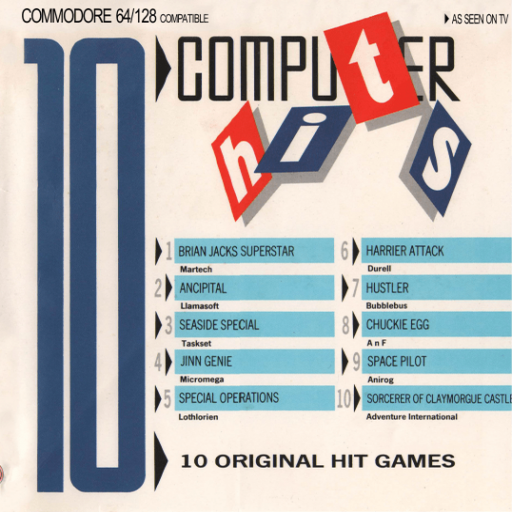 COMMODORE 64/128 COMPATIBLE
AS SEEN ON TV
10
COMPUTER
hits
1 BRIAN JACKS SUPERSTAR
Martech
2 ANCIPITAL
Llamasoft
3 SEASIDE SPECIAL
Taskset
4 JINN GENIE
Micromega
5 SPECIAL OPERATIONS
Lothlorien
6 HARRIER ATTACK
Durell
7 HUSTLER
Bubblebus
8 CHUCKIE EGG
A n F
9 SPACE PILOT
Anirog
10 SORCERER OF CLAYMORGUE CASTLE
Adventure International
10 ORIGINAL HIT GAMES